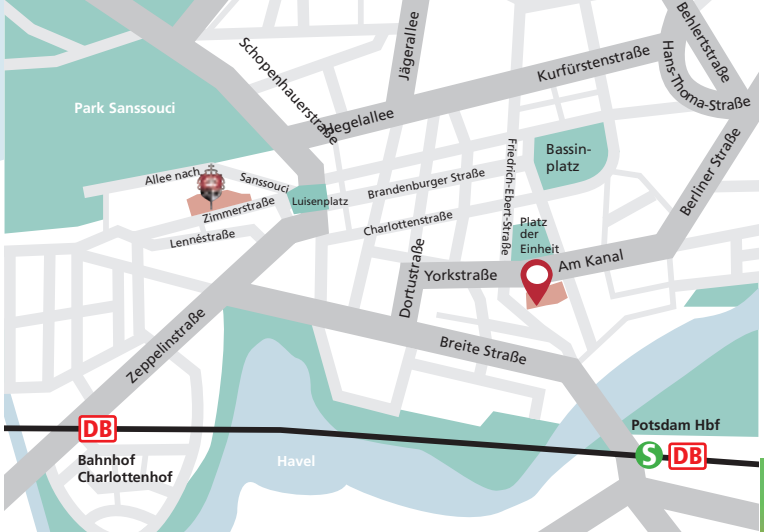 Behlertstraße
Jägerallee
Schopenhauerstraße
Kurfürstenstraße
Hans-Thoma-Straße
Park Sanssouci
Hegelallee
Bassin-
platz
Berliner Straße
Friedrich-Ebert-Straße
Allee nach
Sanssouci
Brandenburger Straße
Luisenplatz
Zimmerstraße
Charlottenstraße
Platz
der
Einheit
Lennéstraße
Dortustraße
Yorkstraße
Am Kanal
Zeppelinstraße
Breite Straße
DB
Bahnhof
Charlottenhof
Havel
Potsdam Hbf
S
DB